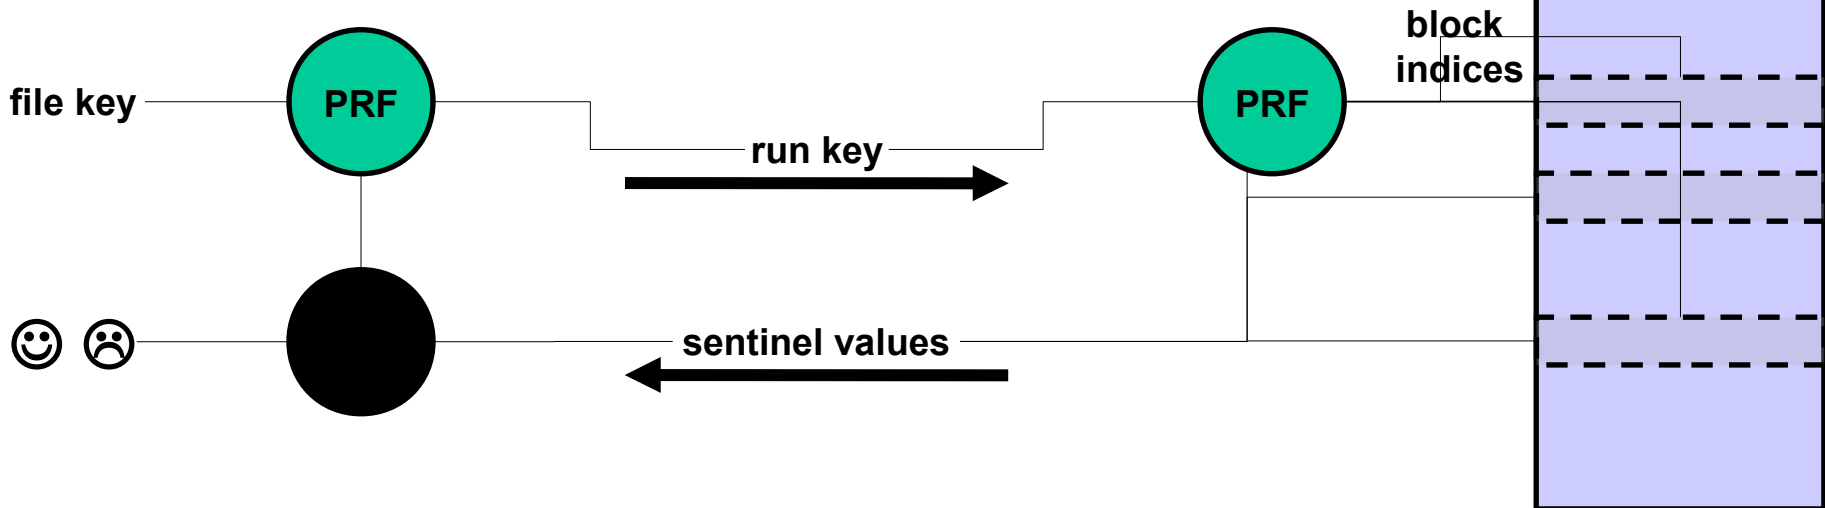 block
indices
file key
PRF
PRF
run key
sentinel values